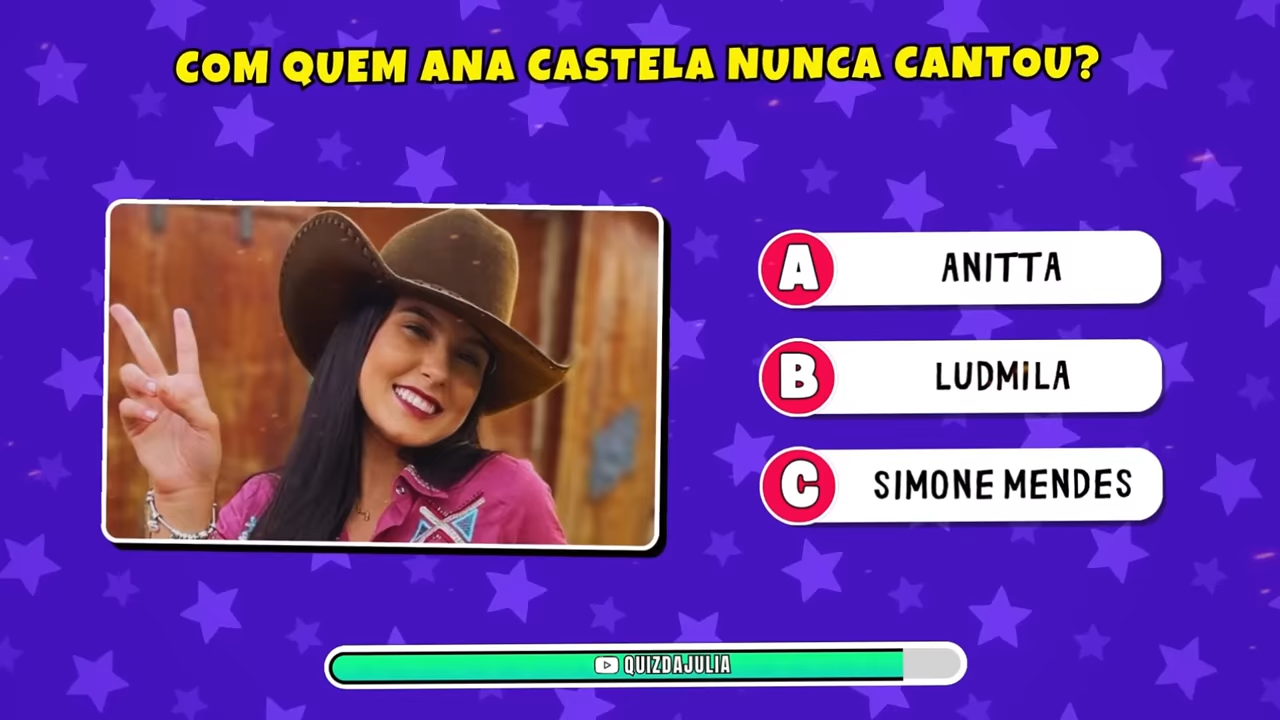 COM QUEM ANA CASTELA NUNCA CANTOU?
A ANITTA
B LUDMILA
C SIMONE MENDES
QUIZDAJULIA